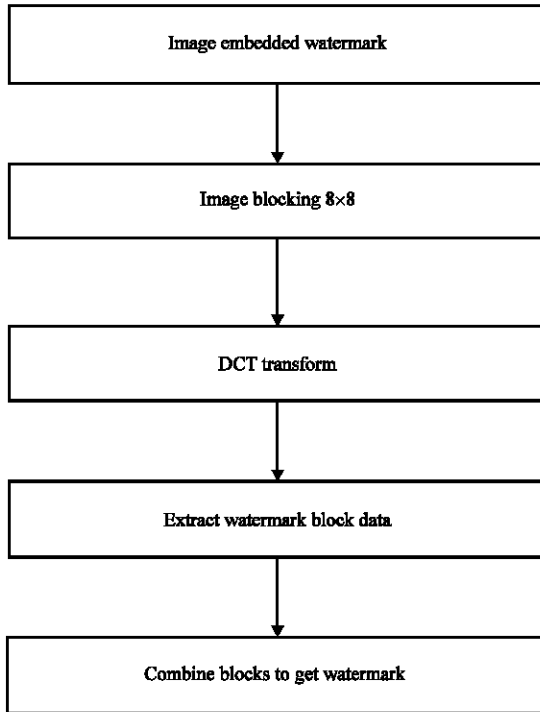 Image embedded watermark
Image blocking 8×8
DCT transform
Extract watermark block data
Combine blocks to get watermark